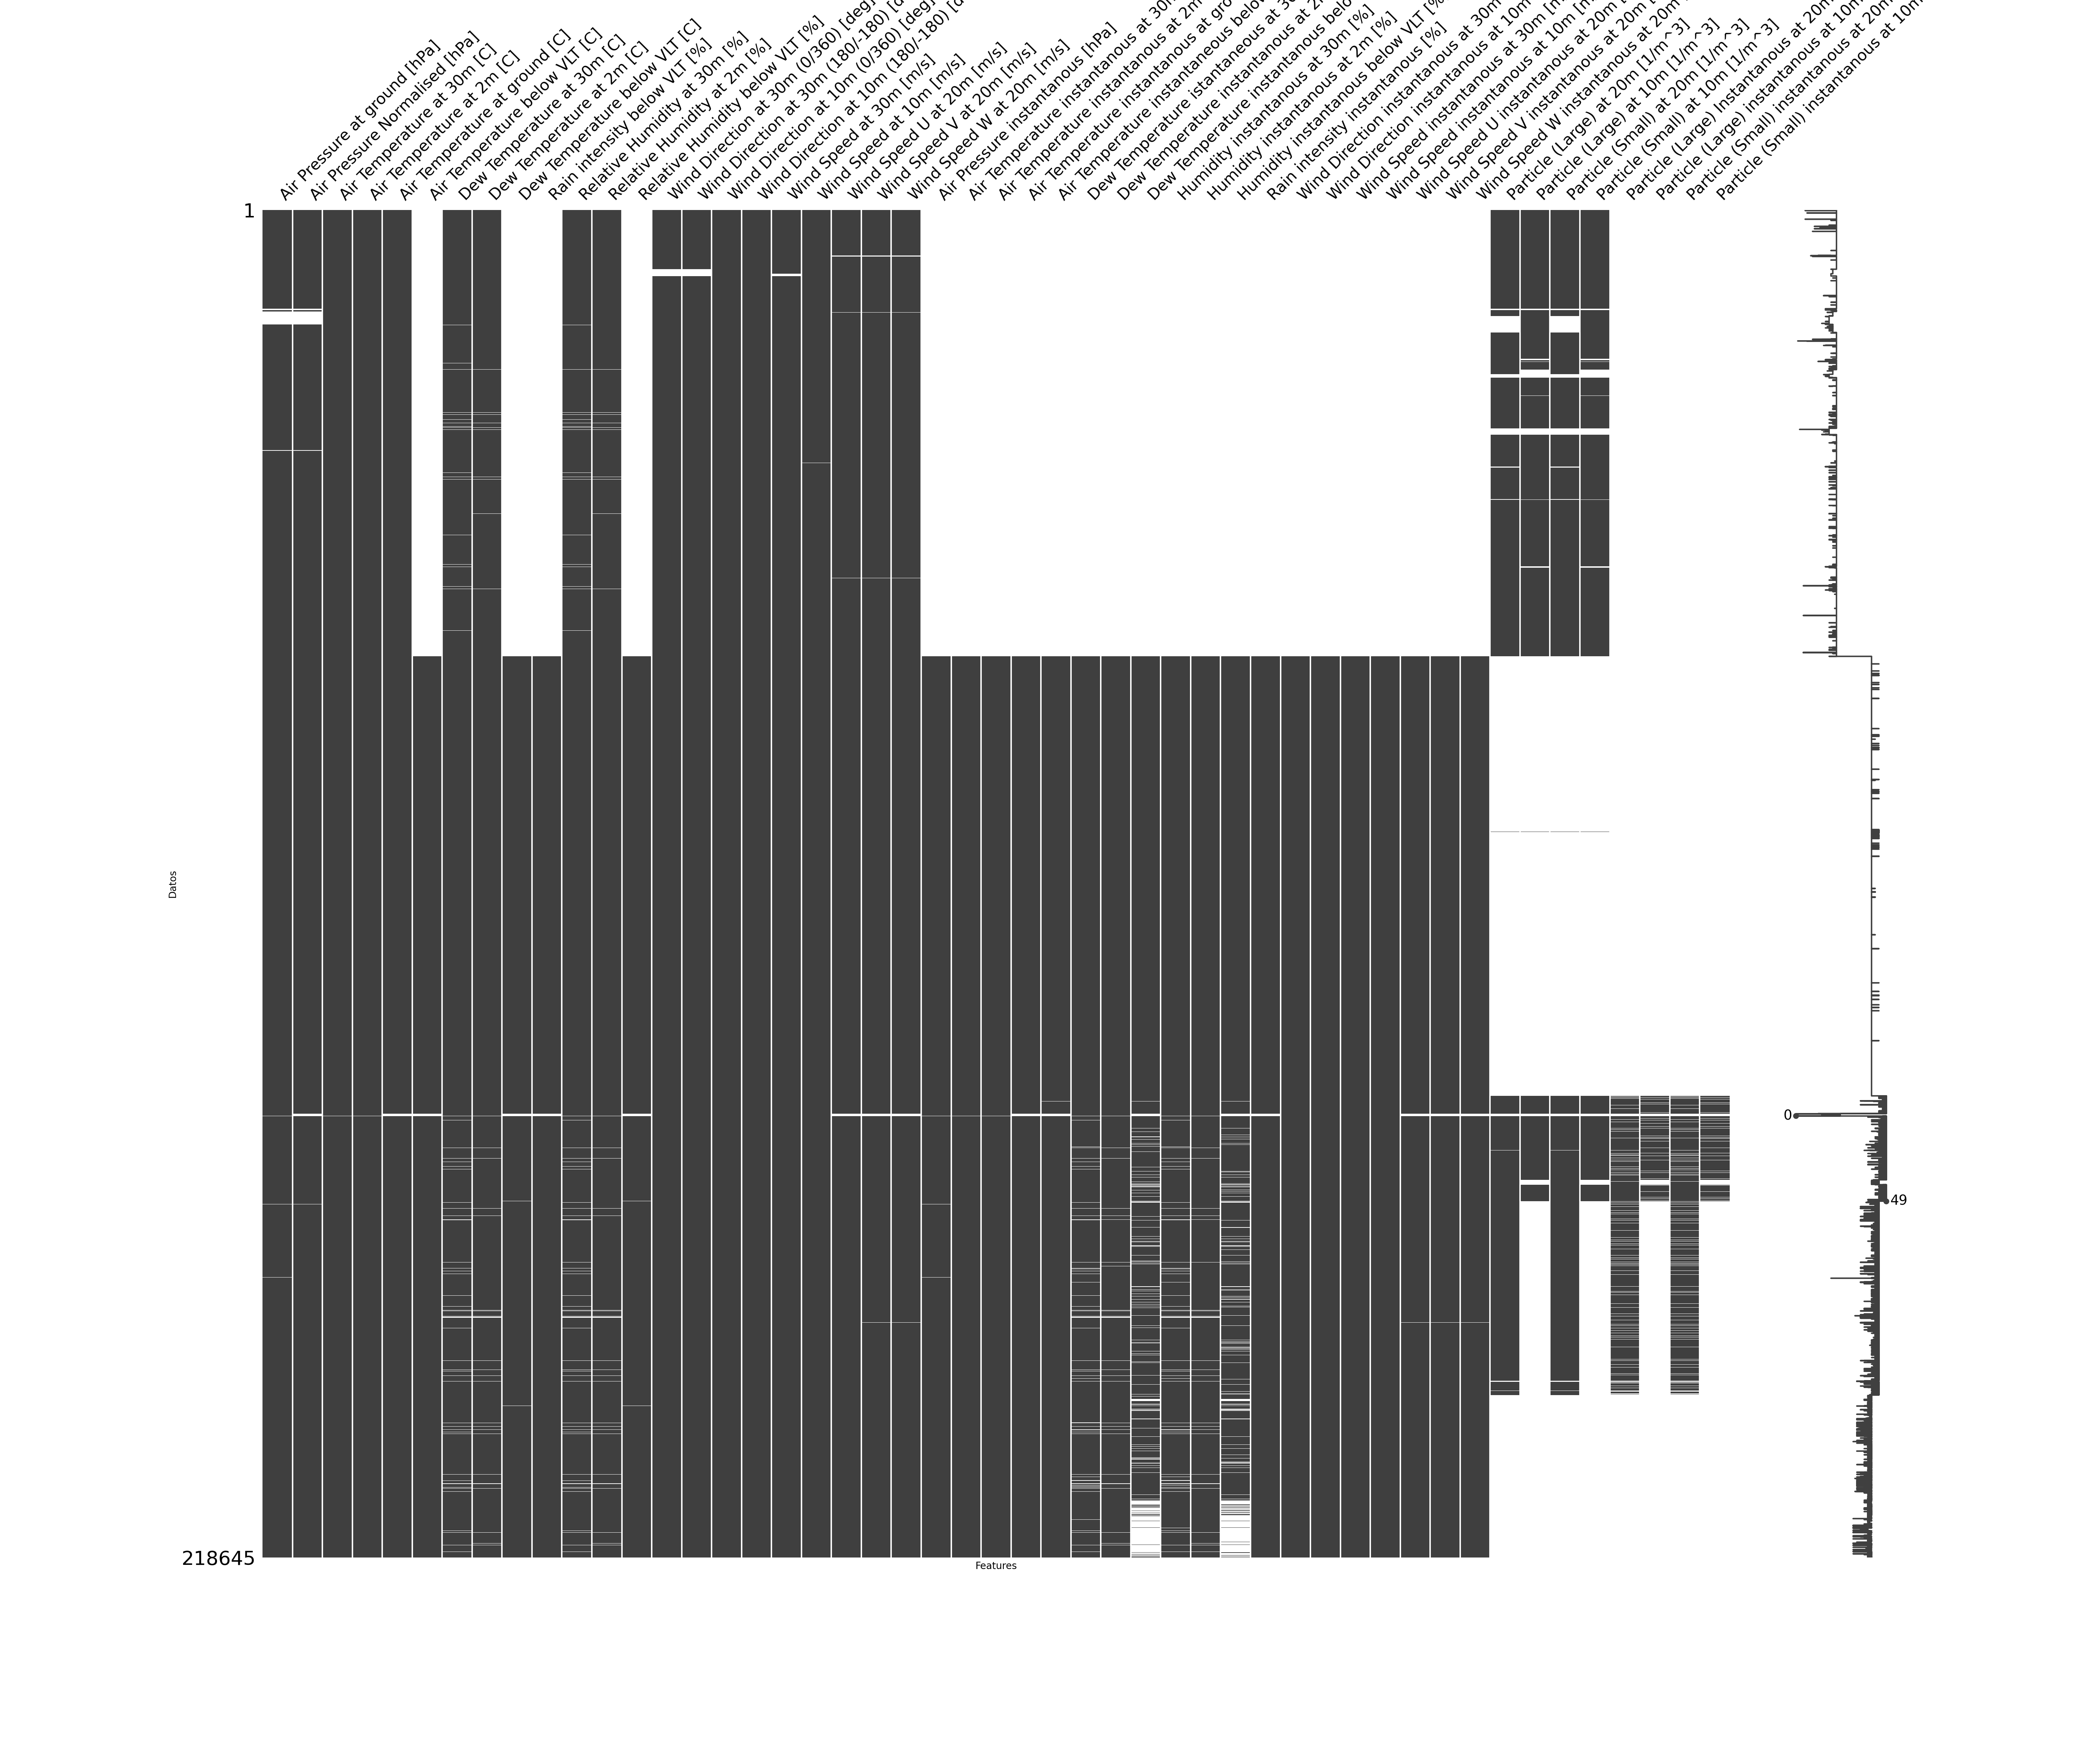 Air Pressure at ground [hPa]
Air Pressure Normalised [hPa]
Air Temperature at 30m [C]
Air Temperature at 2m [C]
Air Temperature at ground [C]
Air Temperature below VLT [C]
Dew Temperature at 30m [C]
Dew Temperature at 2m [C]
Dew Temperature below VLT [C]
Rain intensity below VLT [%]
Relative Humidity at 30m [%]
Relative Humidity at 2m [%]
Relative Humidity below VLT [%]
Wind Direction at 30m (0/360) [deg]
Wind Direction at 30m (180/-180)
Wind Direction at 10m (0/360) [deg]
Wind Direction at 10m (180/-180)
Wind Speed at 30m [m/s]
Wind Speed at 10m [m/s]
Wind Speed U at 20m [m/s]
Wind Speed V at 20m [m/s]
Wind Speed W at 20m [m/s]
Air Pressure instantanous [hPa]
Air Temperature instantanous at 30m
Air Temperature instantanous at 2m
Air Temperature instantanous at
Air Temperature instantaneous below
Dew Temperature istantaneous at
Dew Temperature instantanous at
Dew Temperature instantanous
Humidity instantanous at 30m [%]
Humidity instantanous at 2m [%]
Humidity instantanous below VLT
Rain intensity instantanous [%]
Wind Direction instantanous at 30m
Wind Direction instantanous at 10m
Wind Speed instantanous at 30m
Wind Speed instantanous at 10m
Wind Speed U instantanous at 20m
Wind Speed V instantanous at 20m
Wind Speed W instantanous at 20m
Particle (Large) at 20m [1/m^3]
Particle (Large) at 10m [1/m^3]
Particle (Small) at 20m [1/m^3]
Particle (Small) at 10m [1/m^3]
Particle (Large) Instantanous at
Particle (Large) instantanous at
Particle (Small) instantanous at
Particle (Small) instantanous at
1
Datos
0
49
218645
Features